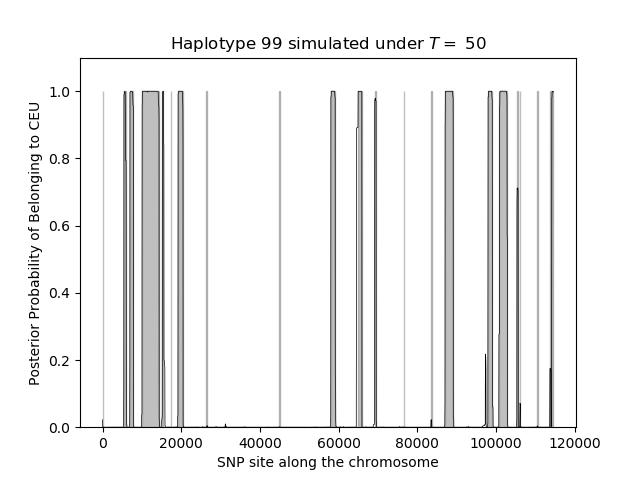 Haplotype 99 simulated under T = 50
Posterior Probability of Belonging to CEU
1.0
0.8
0.6
0.4
0.2
0.0
0 20000 40000 60000 80000 100000 120000
SNP site along the chromosome